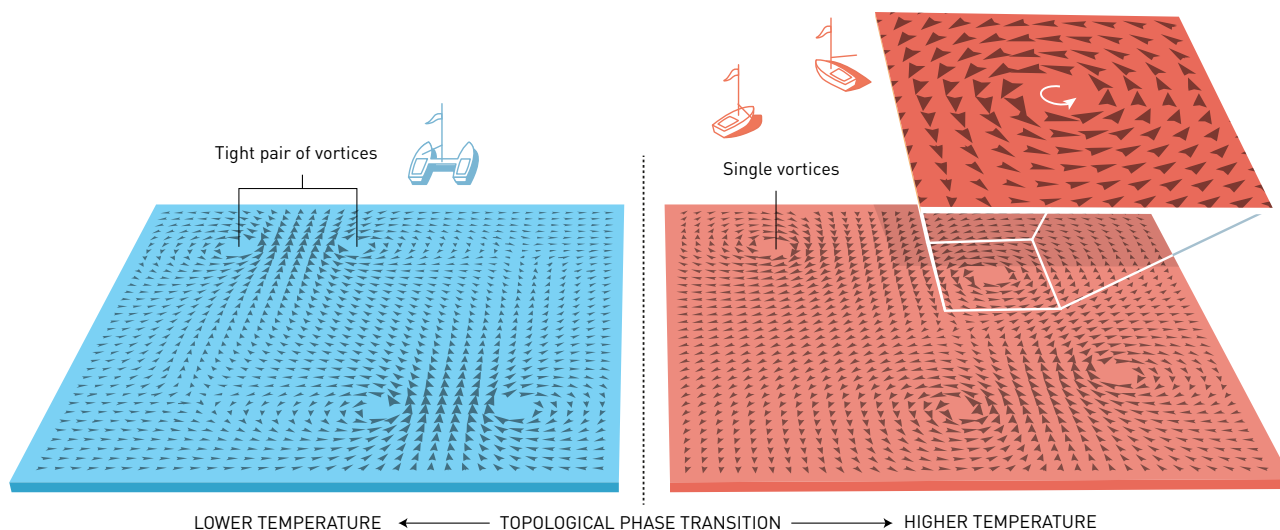 Tight pair of vortices
Single vortices
LOWER TEMPERATURE
TOPOLOGICAL PHASE TRANSITION
HIGHER TEMPERATURE